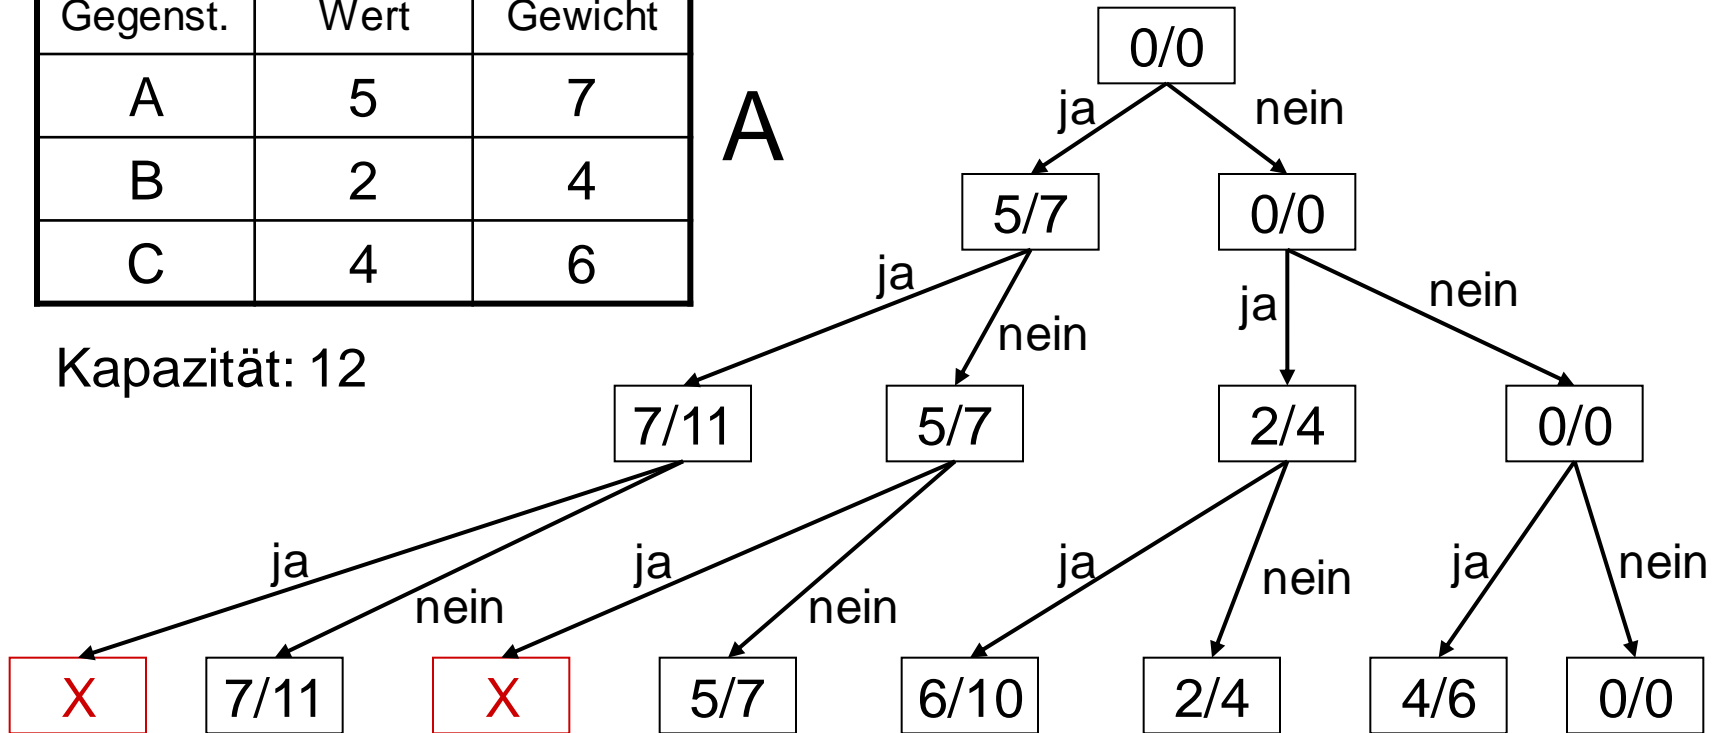 Gegenst. Wert Gewicht
A 5 7
B 2 4
C 4 6
Kapazität: 12
A
0/0
ja nein
5/7 0/0
ja nein ja nein
7/11 5/7 2/4 0/0
ja nein ja nein ja nein ja nein
X 7/11 X 5/7 6/10 2/4 4/6 0/0